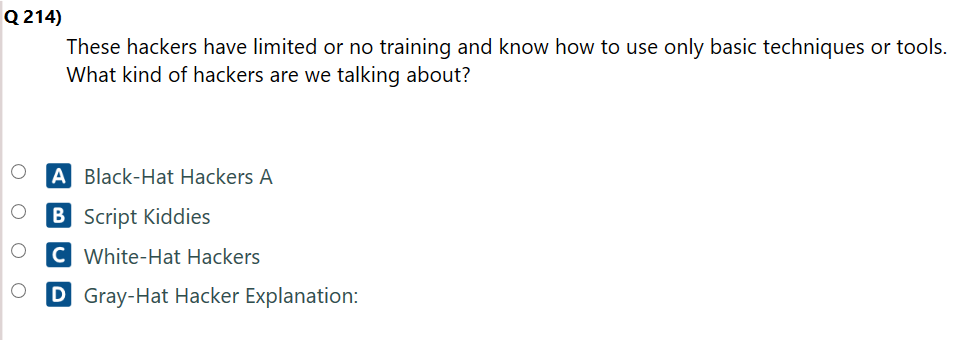 Q 214)
These hackers have limited or no training and know how to use only basic techniques or tools.
What kind of hackers are we talking about?
A Black-Hat Hackers A
B Script Kiddies
C White-Hat Hackers
D Gray-Hat Hacker Explanation: